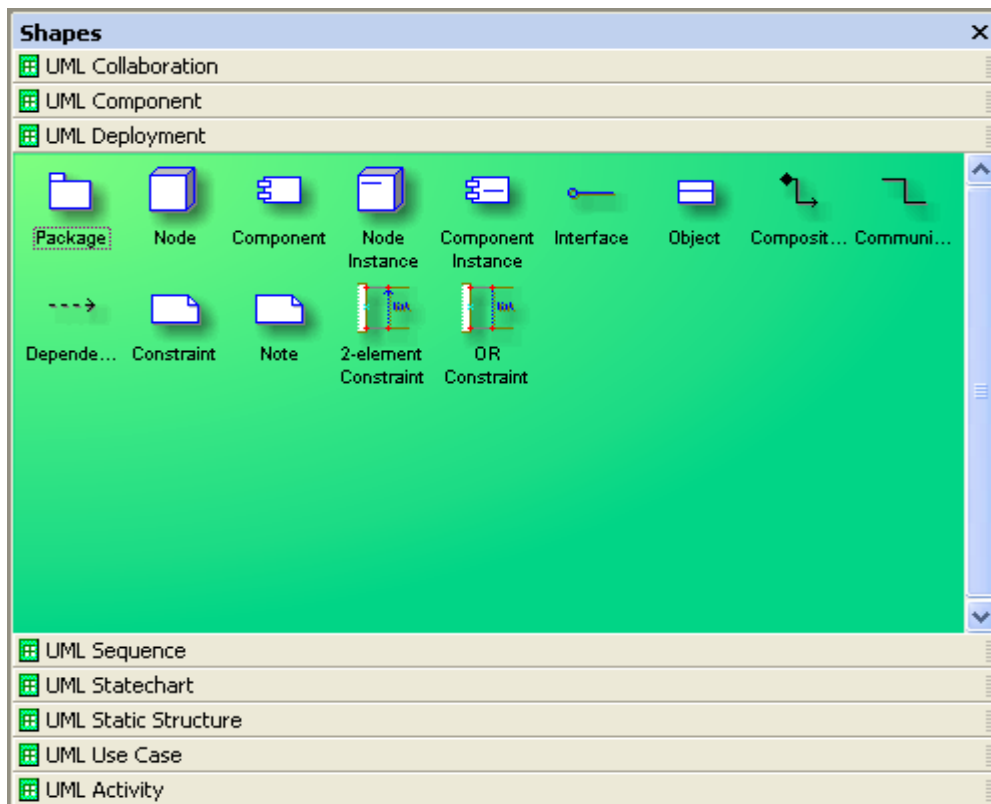 Shapes
UML Collaboration
UML Component
UML Deployment
Package Node Component Node Instance Component Instance Interface Object Composit... Communi...
Depende... Constraint Note 2-element Constraint OR Constraint
UML Sequence
UML Statechart
UML Static Structure
UML Use Case
UML Activity